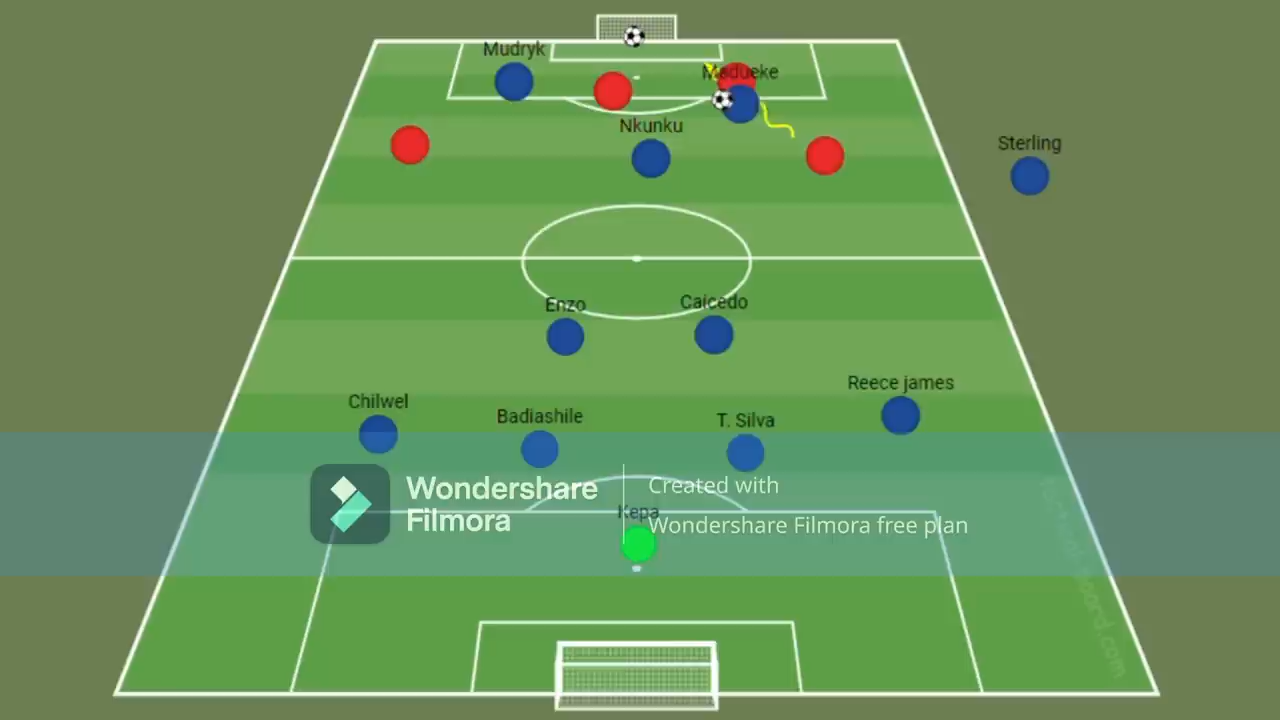 Mudryk
Madueke
Nkunku
Sterling
Enzo
Caicedo
Reece james
Chilwel
Badiashile
T. Silva
Wondershare
Filmora
Created with
Wondershare Filmora free plan
Kepa